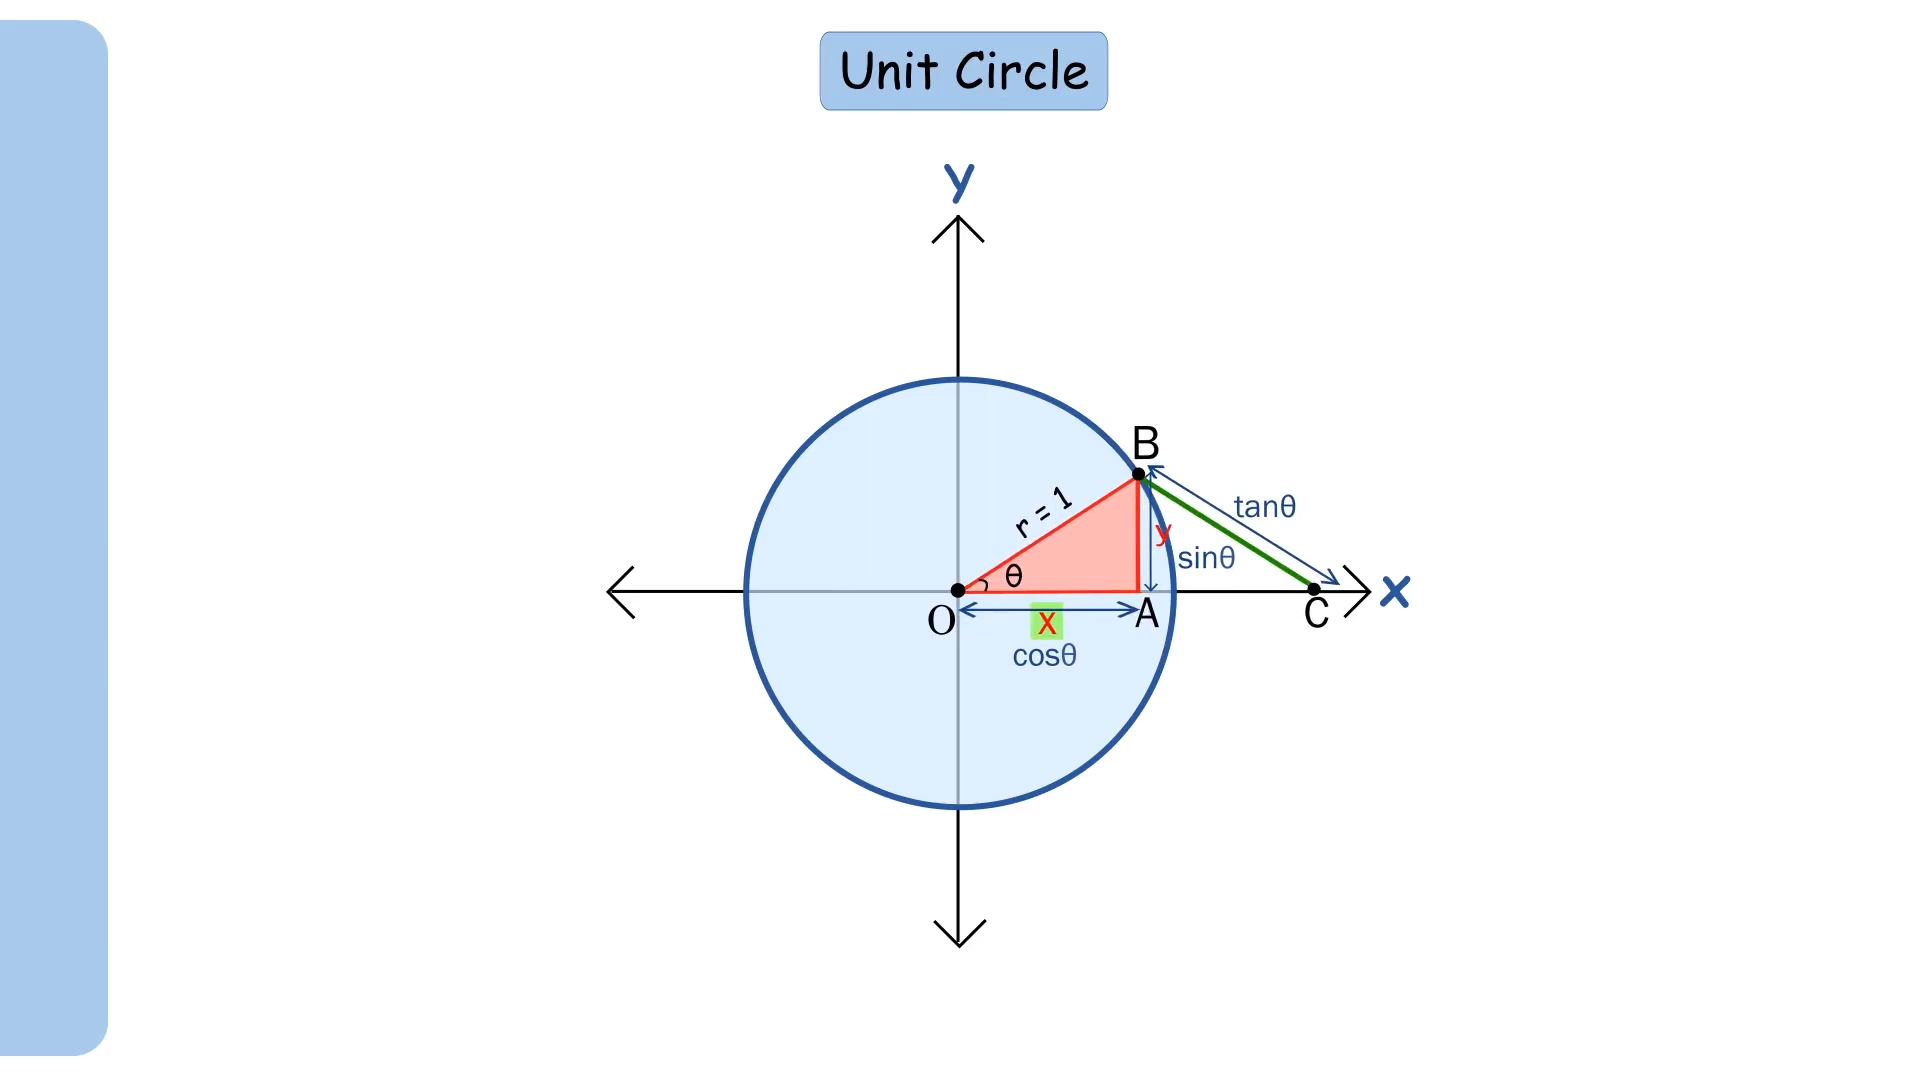 Unit Circle
y
B
r = 1
tanθ
y
sinθ
θ
x
O
x
A
C
cosθ